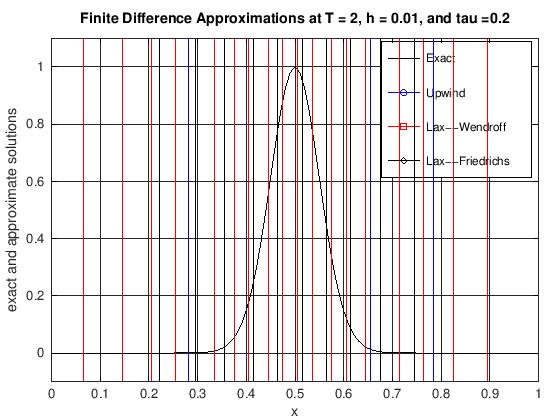 Finite Difference Approximations at T = 2, h = 0.01, and tau =0.2
Exact
Upwind
Lax--Wendroff
Lax--Friedrichs
exact and approximate solutions
1
0.8
0.6
0.4
0.2
0
0 0.1 0.2 0.3 0.4 0.5 0.6 0.7 0.8 0.9 1
x